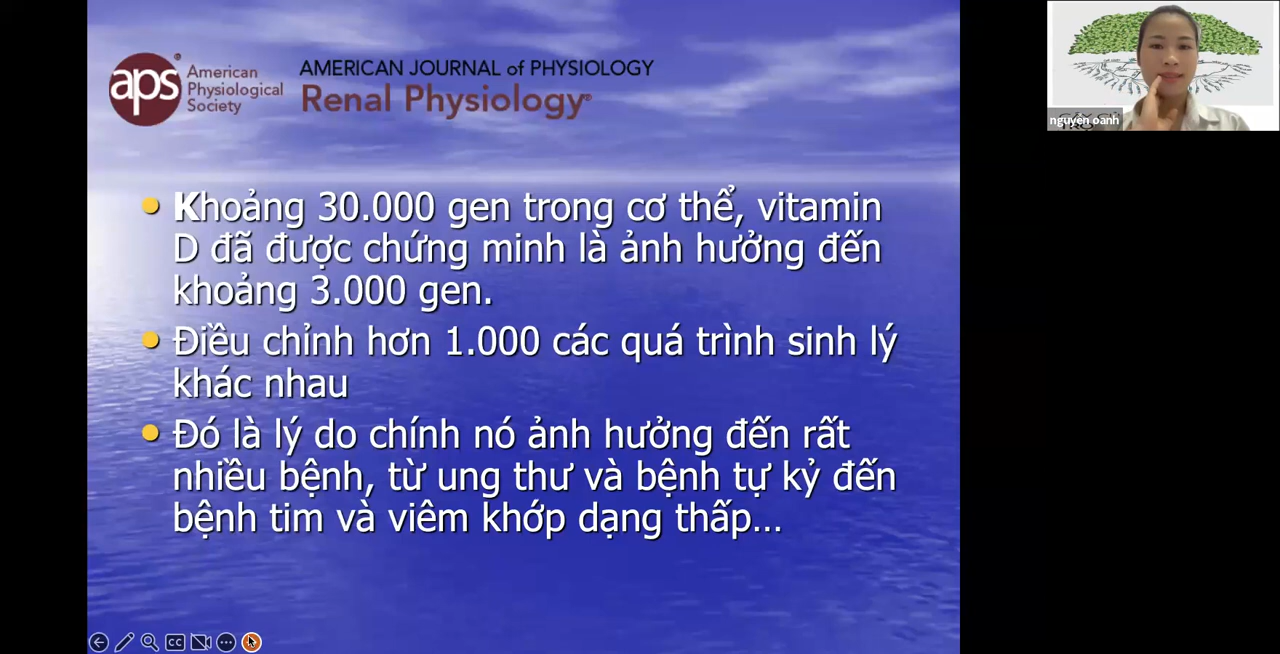 aps
American
Physiological
Society
AMERICAN JOURNAL of PHYSIOLOGY
Renal Physiology®
Khoảng 30.000 gen trong cơ thể, vitamin
D đã được chứng minh là ảnh hưởng đến
khoảng 3.000 gen.
Điều chỉnh hơn 1.000 các quá trình sinh lý
khác nhau
Đó là lý do chính nó ảnh hưởng đến rất
nhiều bệnh, từ ung thư và bệnh tự kỷ đến
bệnh tim và viêm khớp dạng thấp...
nguyễn oanh
CC